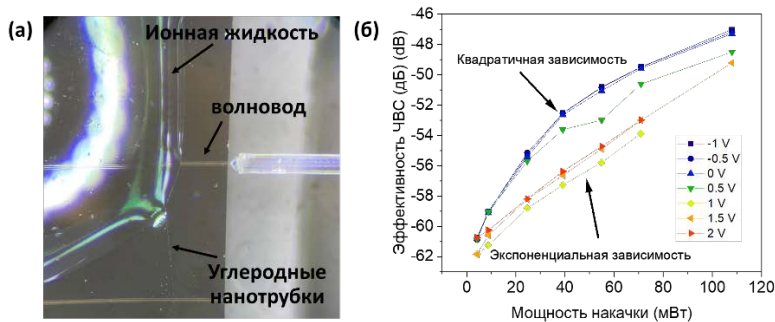 (а)
Ионная жидкость
волновод
Углеродные
нанотрубки
(б)
Эффективность ЧВС (дБ) (dB)
-46
-48
-50
-52
-54
-56
-58
-60
-62
Квадратичная зависимость
Экспоненциальная зависимость
-1 V
-0.5 V
0 V
0.5 V
1 V
1.5 V
2 V
0 20 40 60 80 100 120
Мощность накачки (мВт)